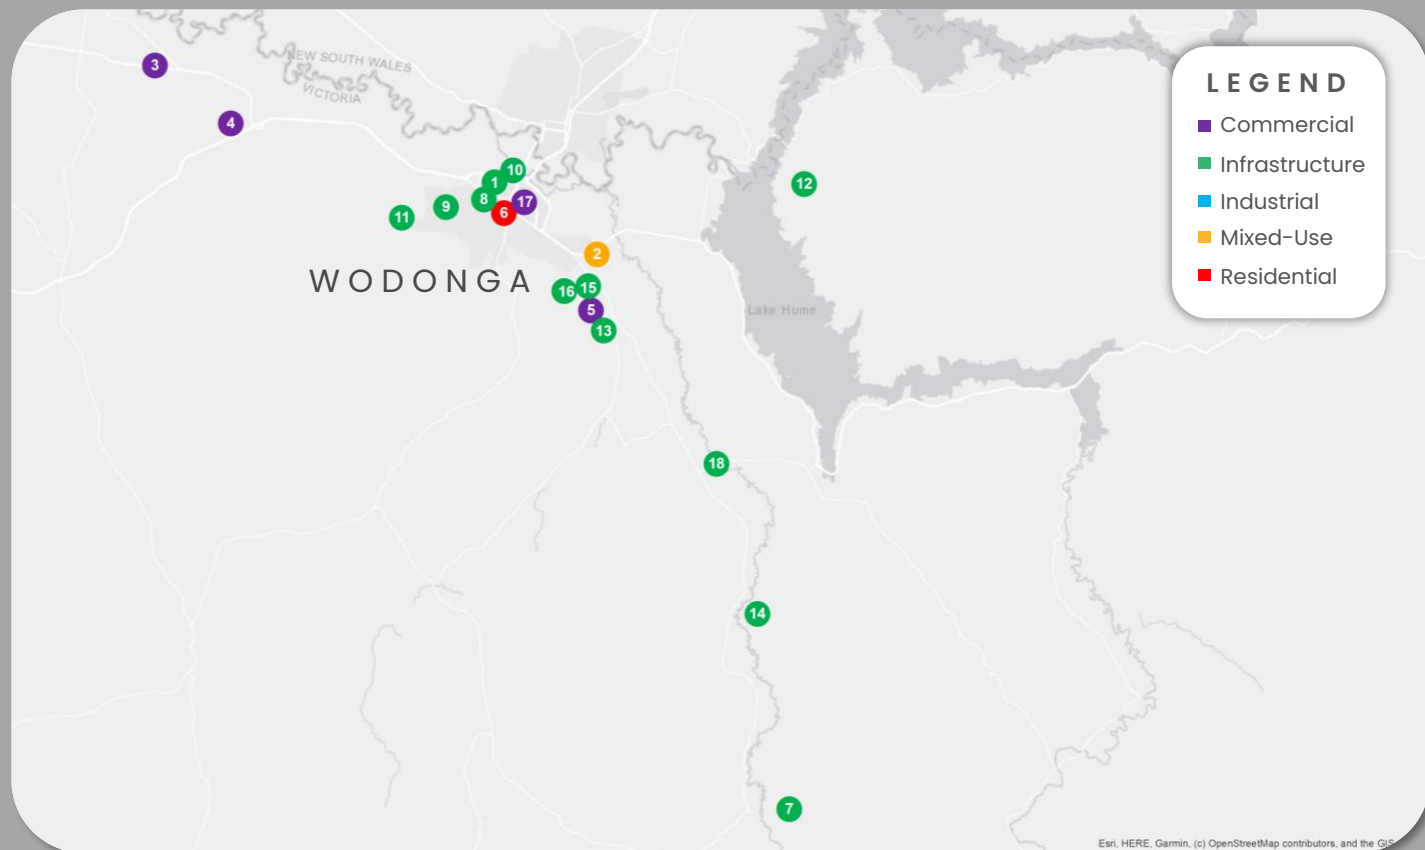 NEW SOUTH WALES
VICTORIA
3
4
10
1
8
17
9
6
11
12
2
WODONGA
16
15
5
13
Lake Hume
18
14
7
LEGEND
Commercial
Infrastructure
Industrial
Mixed-Use
Residential
Esri, HERE, Garmin, (c) OpenStreetMap contributors, and the GIS